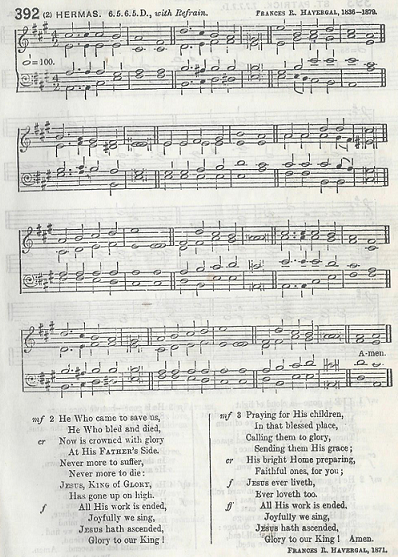 392 (2) HERMAS. 6.5.6.5.D., with Refrain. FRANCES R. HAVERGAL, 1836–1879.
= 100.
A-men.
mf 2 He Who came to save us,
He Who bled and died,
cr Now is crowned with glory
At His FATHER'S Side.
Never more to suffer,
Never more to die:
JESUS, KING of GLORY,
Has gone up on high.
f All His work is ended,
Joyfully we sing,
JESUS hath ascended,
Glory to our King!
mf 3 Praying for His children,
In that blessed place,
Calling them to glory,
Sending them His grace;
cr His bright Home preparing,
Faithful ones, for you;
f JESUS ever liveth,
Ever loveth too.
ff All His work is ended,
Joyfully we sing,
JESUS hath ascended,
Glory to our King! Amen.
FRANCES R. HAVERGAL, 1871.